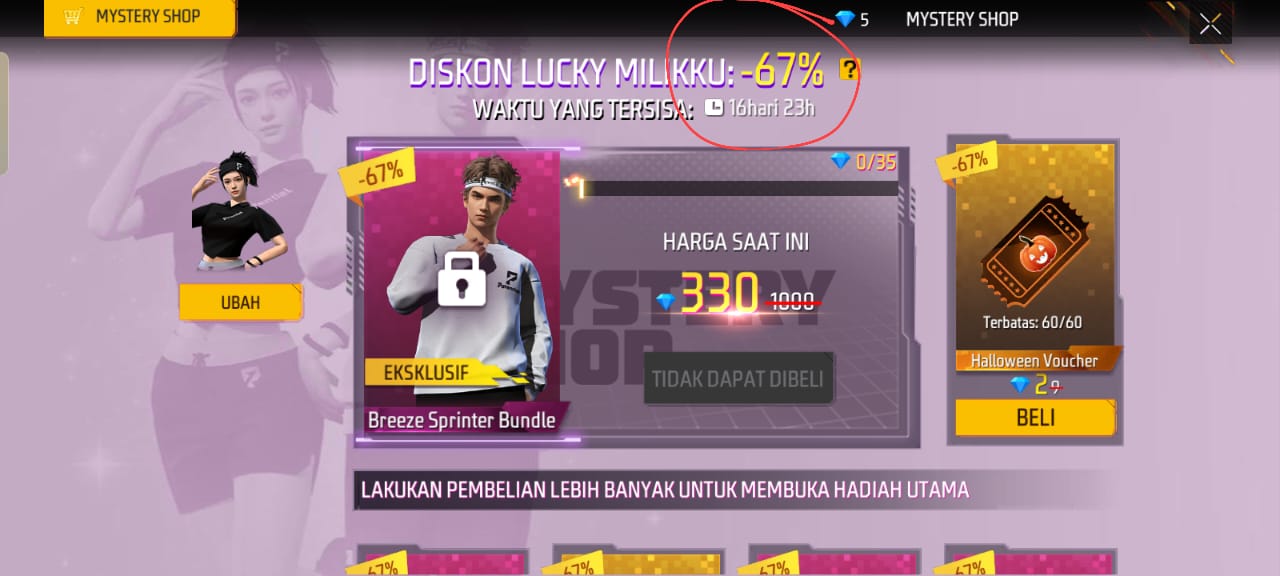 MYSTERY SHOP
5 MYSTERY SHOP
DISKON LUCKY MILIKKU: -67% ?
WAKTU YANG TERSISA: 16hari 23h
-67%
0/35
HARGA SAAT INI
330 1000
TIDAK DAPAT DIBELI
MYSTERY
EKSKLUSIF
Breeze Sprinter Bundle
UBAH
-67%
Terbatas: 60/60
Halloween Voucher
2 9
BELI
LAKUKAN PEMBELIAN LEBIH BANYAK UNTUK MEMBUKA HADIAH UTAMA
-67% -67% -67% -67%